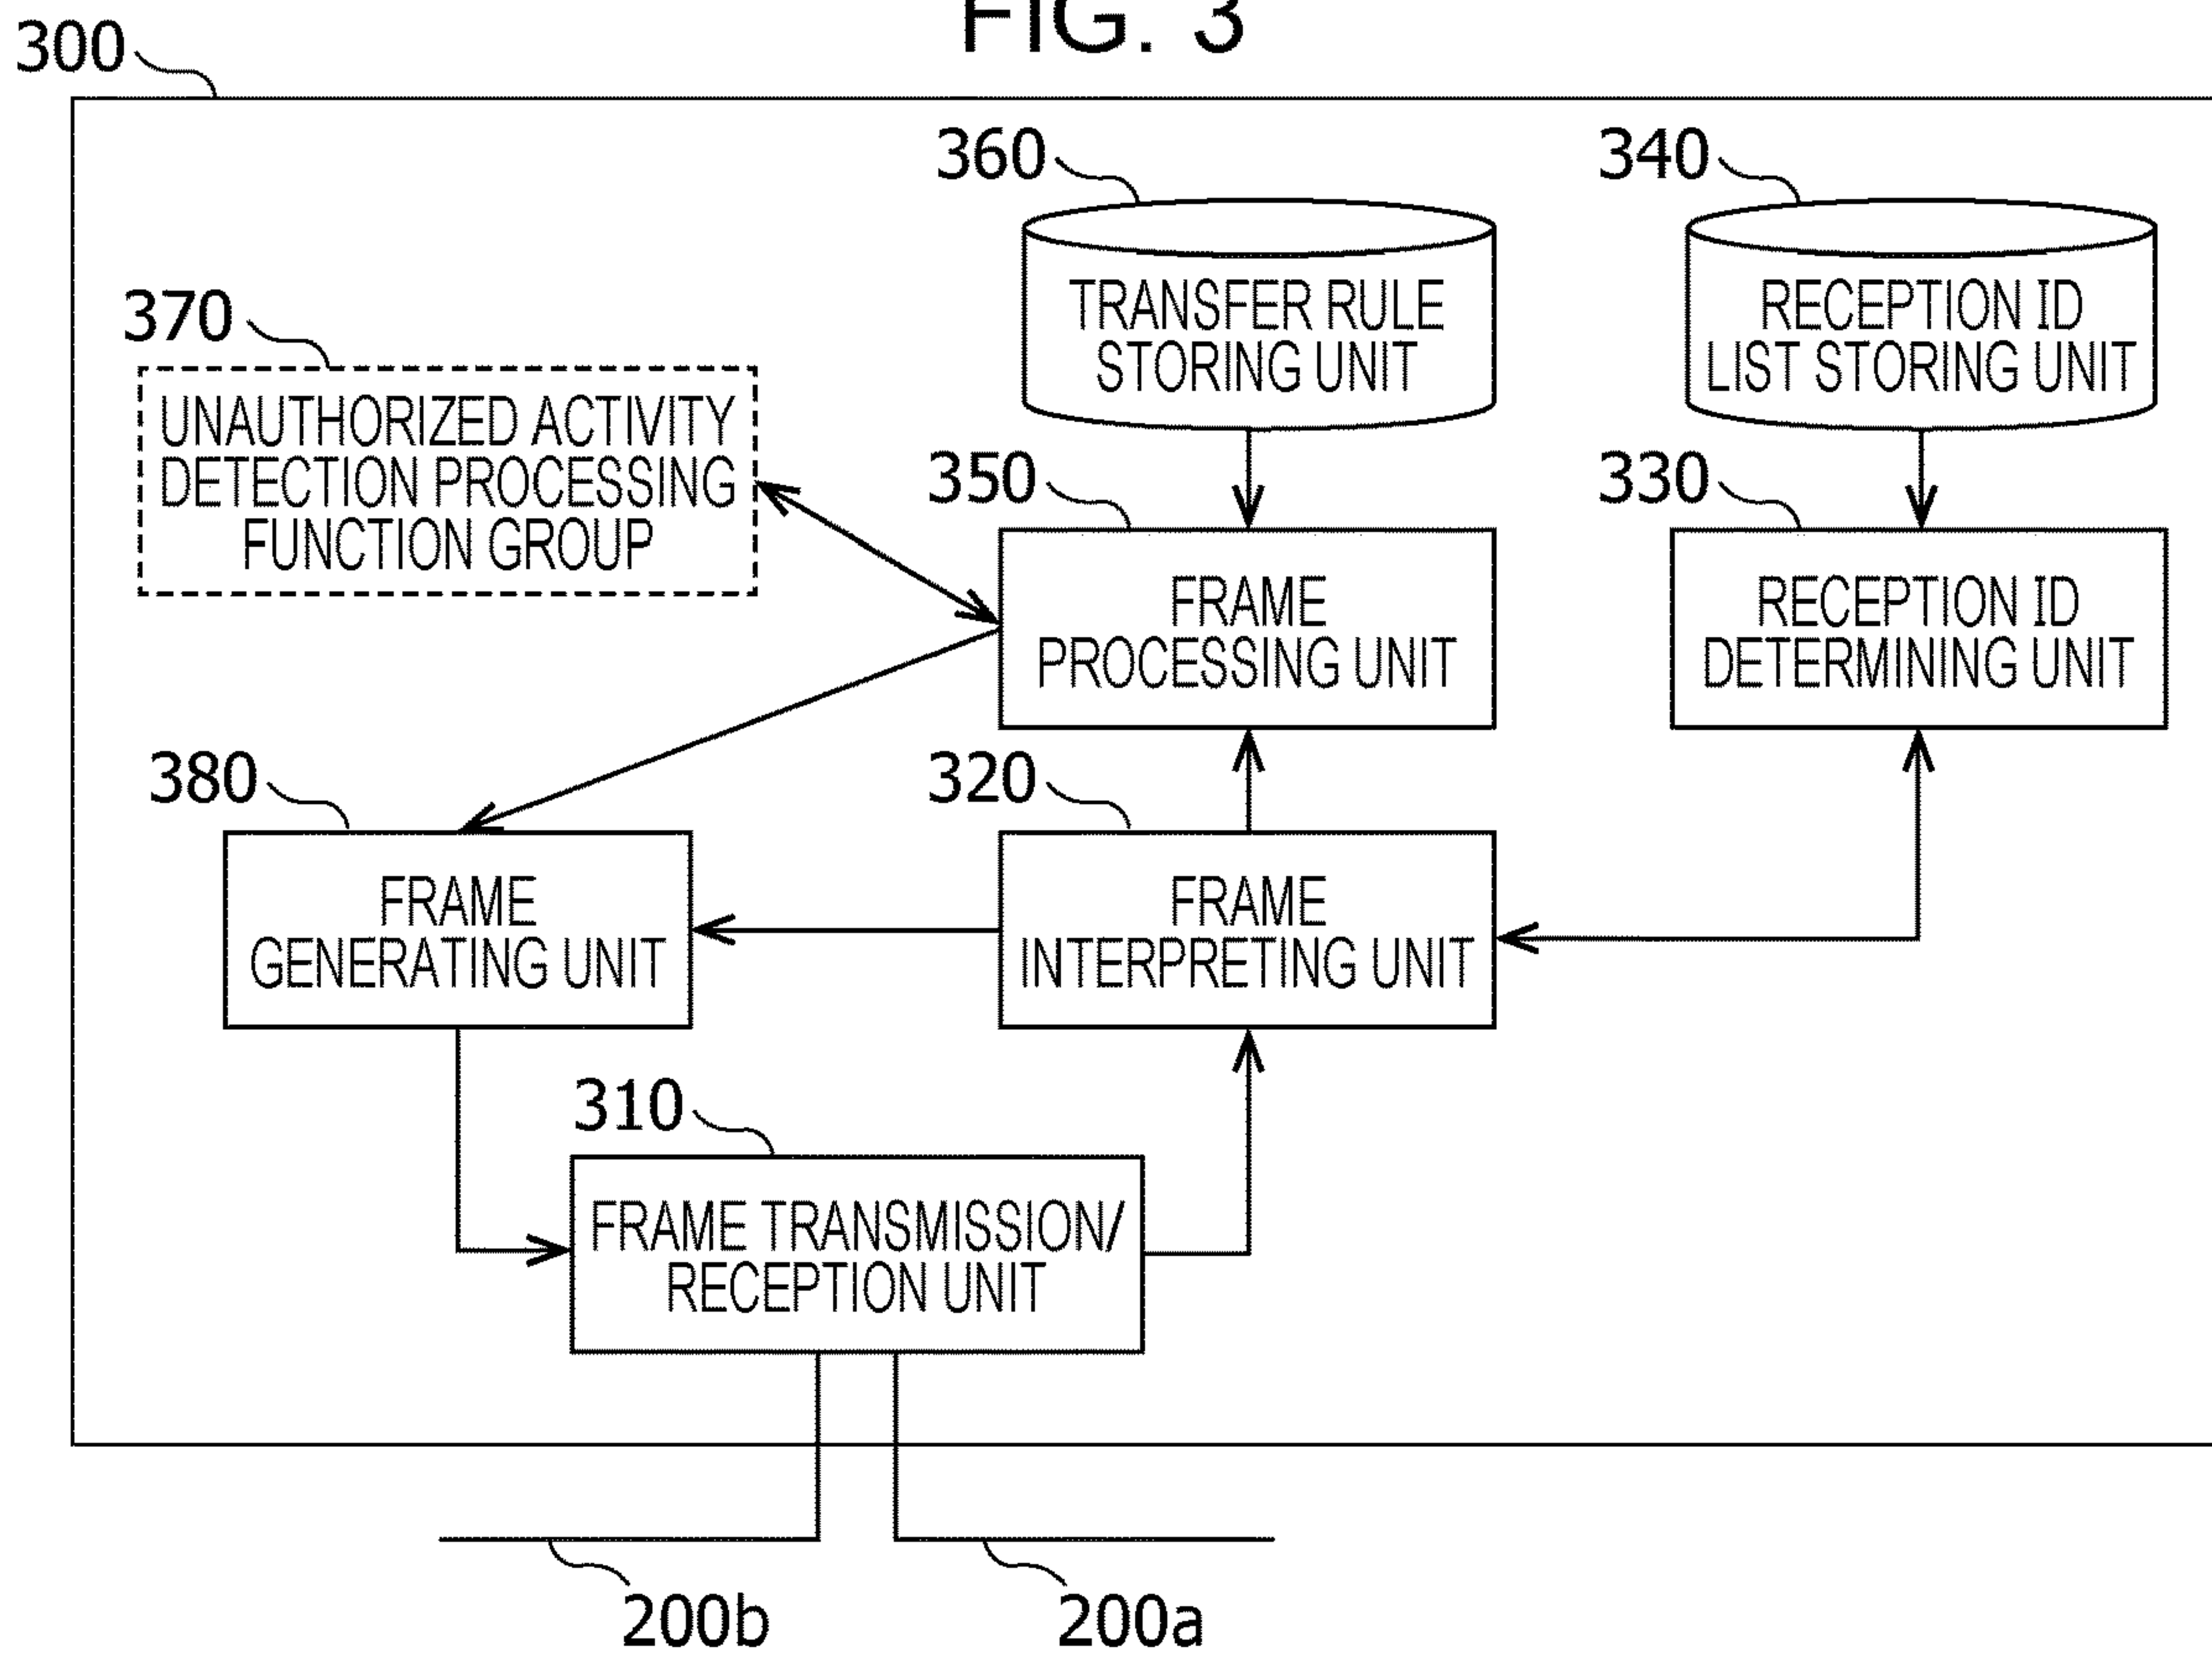 FIG. 3
300
360
340
TRANSFER RULE
STORING UNIT
RECEPTION ID
LIST STORING UNIT
370
UNAUTHORIZED ACTIVITY
DETECTION PROCESSING
FUNCTION GROUP
350
330
FRAME
PROCESSING UNIT
RECEPTION ID
DETERMINING UNIT
380
320
FRAME
GENERATING UNIT
FRAME
INTERPRETING UNIT
310
FRAME TRANSMISSION/
RECEPTION UNIT
200b
200a